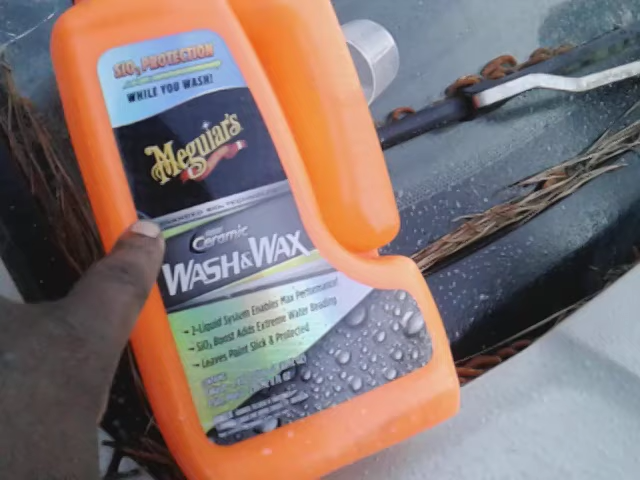 SiO₂ PROTECTION
WHILE YOU WASH!
Meguiar's
Ceramic
WASH & WAX
2-Liquid System Enables Max Performance
SiO₂ Boost Adds Extreme Water Beading
Leaves Paint Slick & Protected